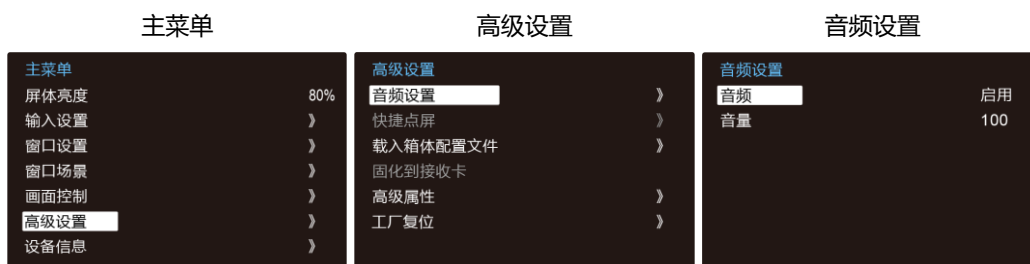 主菜单
高级设置
音频设置
主菜单
屏体亮度 80%
输入设置 》
窗口设置 》
窗口场景 》
画面控制 》
高级设置 》
设备信息 》
高级设置
音频设置 》
快捷点屏 》
载入箱体配置文件 》
固化到接收卡
高级属性 》
工厂复位 》
音频设置
音频 启用
音量 100